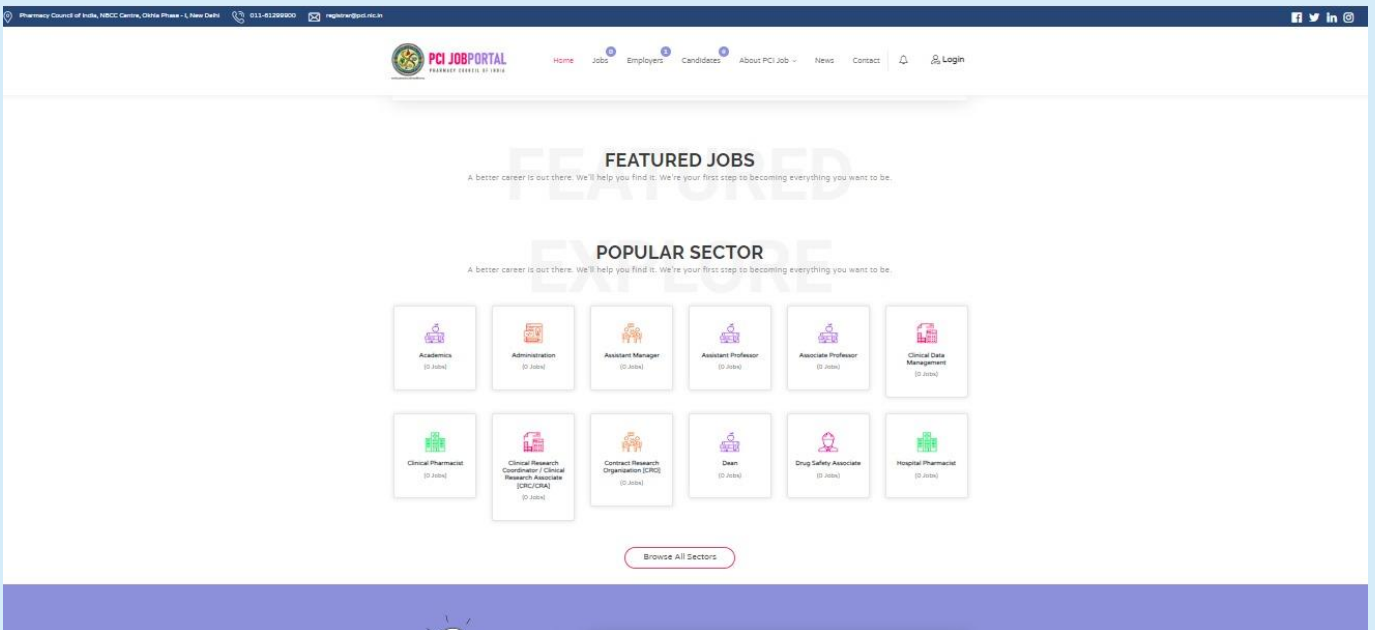 Pharmacy Council of India, NBCC Centre, Okhla Phase - I, New Delhi 011-61299900 registrar@pci.nic.in
PCI JOBPORTAL
PHARMACY COUNCIL OF INDIA
Home Jobs 0 Employers 1 Candidates About PCI Job News Contact Login
FEATURED
FEATURED JOBS
A better career is out there. We'll help you find it. We're your first step to becoming everything you want to be.
EXPLORE
POPULAR SECTOR
A better career is out there. We'll help you find it. We're your first step to becoming everything you want to be.
Academics
(0 Jobs)
Administration
(0 Jobs)
Assistant Manager
(0 Jobs)
Assistant Professor
(0 Jobs)
Associate Professor
(0 Jobs)
Clinical Data
Management
(0 Jobs)
Clinical Pharmacist
(0 Jobs)
Clinical Research
Coordinator / Clinical
Research Associate
[CRC/CRA]
(0 Jobs)
Contract Research
Organization [CRO]
(0 Jobs)
Dean
(0 Jobs)
Drug Safety Associate
(0 Jobs)
Hospital Pharmacist
(0 Jobs)
Browse All Sectors